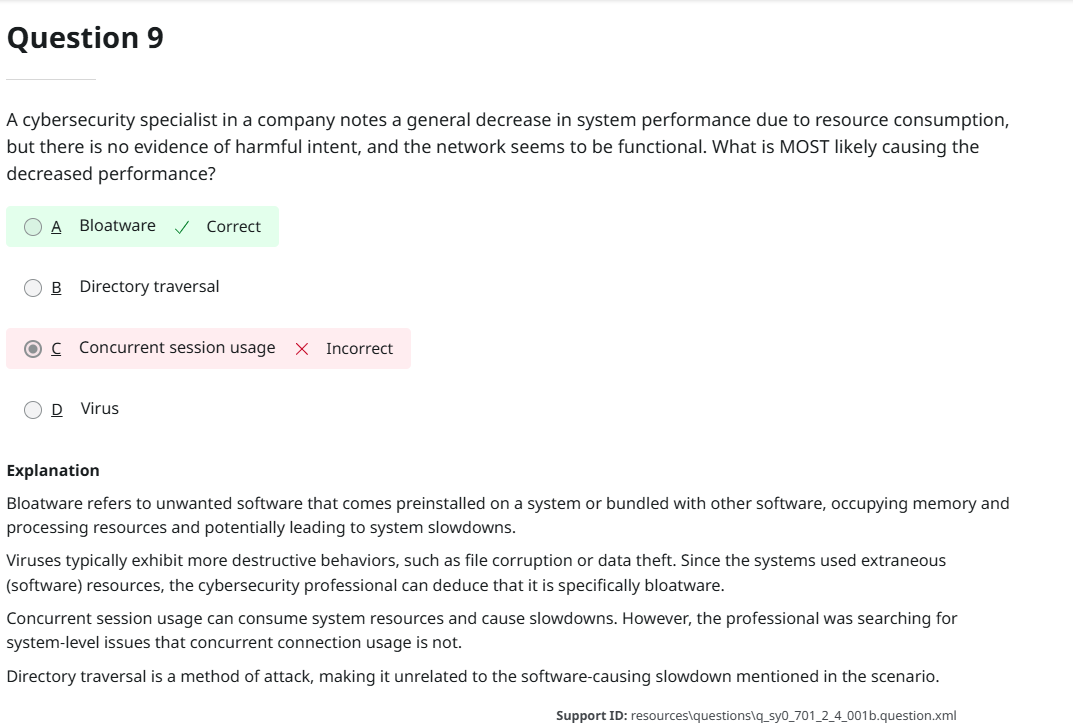 Question 9
A cybersecurity specialist in a company notes a general decrease in system performance due to resource consumption,
but there is no evidence of harmful intent, and the network seems to be functional. What is MOST likely causing the
decreased performance?
A Bloatware ✓ Correct
B Directory traversal
C Concurrent session usage ✕ Incorrect
D Virus
Explanation
Bloatware refers to unwanted software that comes preinstalled on a system or bundled with other software, occupying memory and
processing resources and potentially leading to system slowdowns.
Viruses typically exhibit more destructive behaviors, such as file corruption or data theft. Since the systems used extraneous
(software) resources, the cybersecurity professional can deduce that it is specifically bloatware.
Concurrent session usage can consume system resources and cause slowdowns. However, the professional was searching for
system-level issues that concurrent connection usage is not.
Directory traversal is a method of attack, making it unrelated to the software-causing slowdown mentioned in the scenario.
Support ID: resources\questions\q_sy0_701_2_4_001b.question.xml